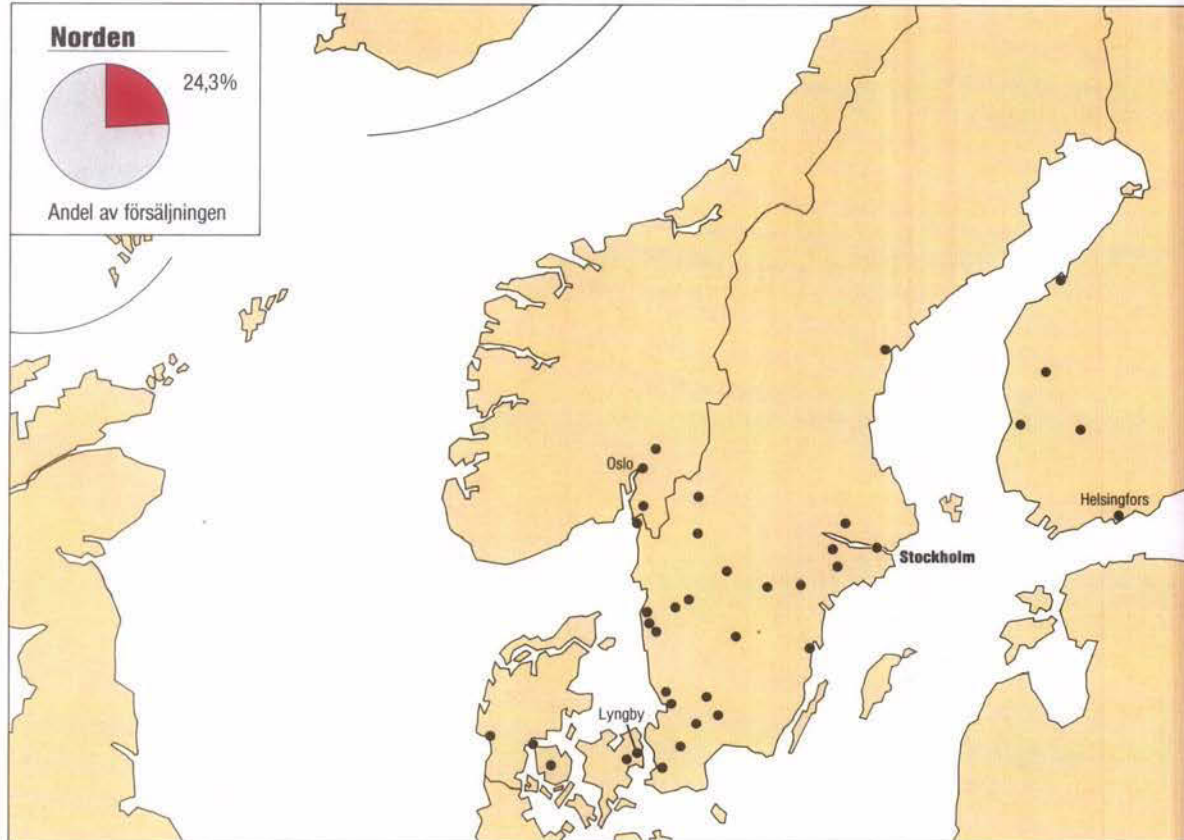 Norden
24,3%
Andel av försäljningen
Oslo
Helsingfors
Stockholm
Lyngby